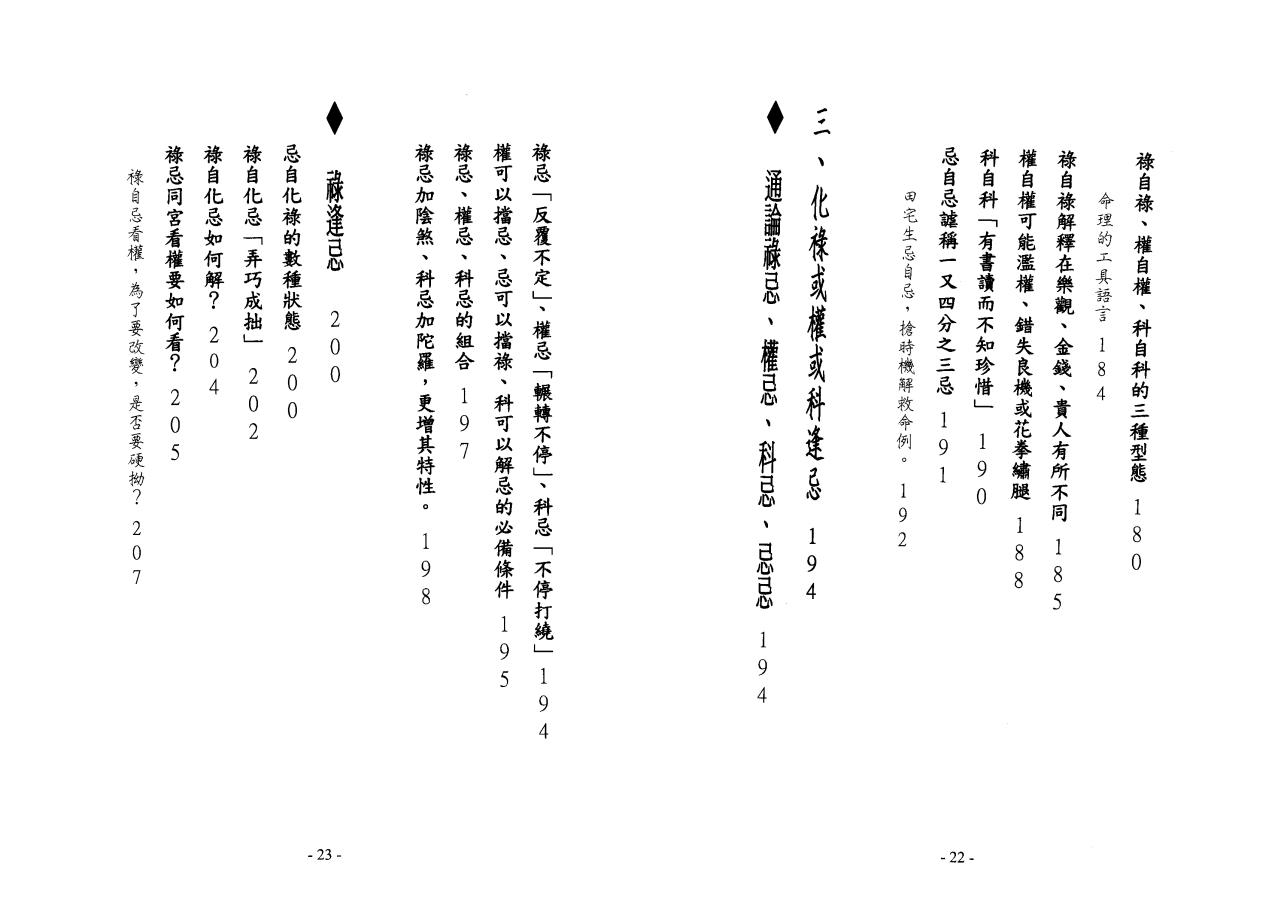 祿自祿、權自權、科自科的三種型態 180
命理的工具語言 184
祿自祿解釋在樂觀、金錢、貴人有所不同 185
權自權可能濫權、錯失良機或花拳繡腿 188
科自科「有書讀而不知珍惜」 190
忌自忌謔稱一又四分之三忌 191
田宅生忌自忌，搶時機解救命例。 192
三、化祿或權或科逢忌 194
◆ 通論祿忌、權忌、科忌、忌忌 194
- 22 -
祿忌「反覆不定」、權忌「輾轉不停」、科忌「不停打繞」194
權可以擋忌、忌可以擋祿、科可以解忌的必備條件 195
祿忌、權忌、科忌的組合 197
祿忌加陰煞、科忌加陀羅，更增其特性。 198
◆ 祿逢忌 200
忌自化祿的數種狀態 200
祿自化忌「弄巧成拙」 202
祿自化忌如何解？ 204
祿忌同宮看權要如何看？ 205
祿自忌看權，為了要改變，是否要硬拗？ 207
- 23 -